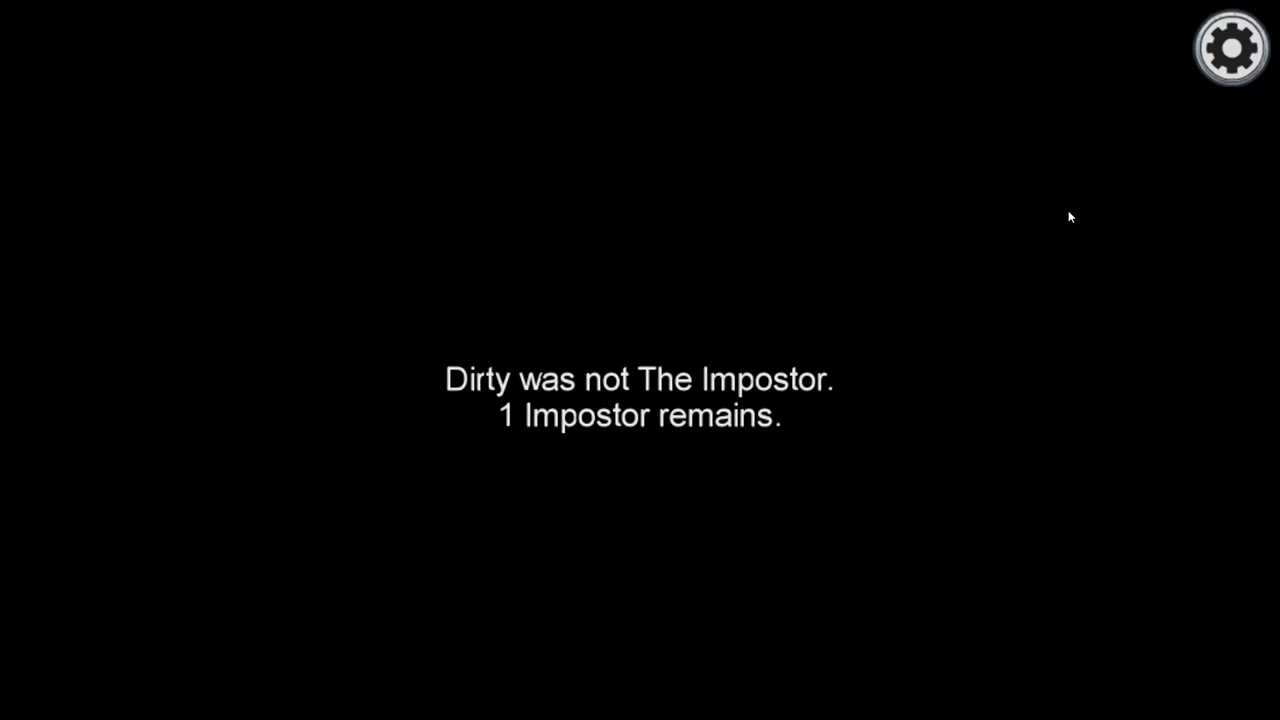 Dirty was not The Impostor.
1 Impostor remains.